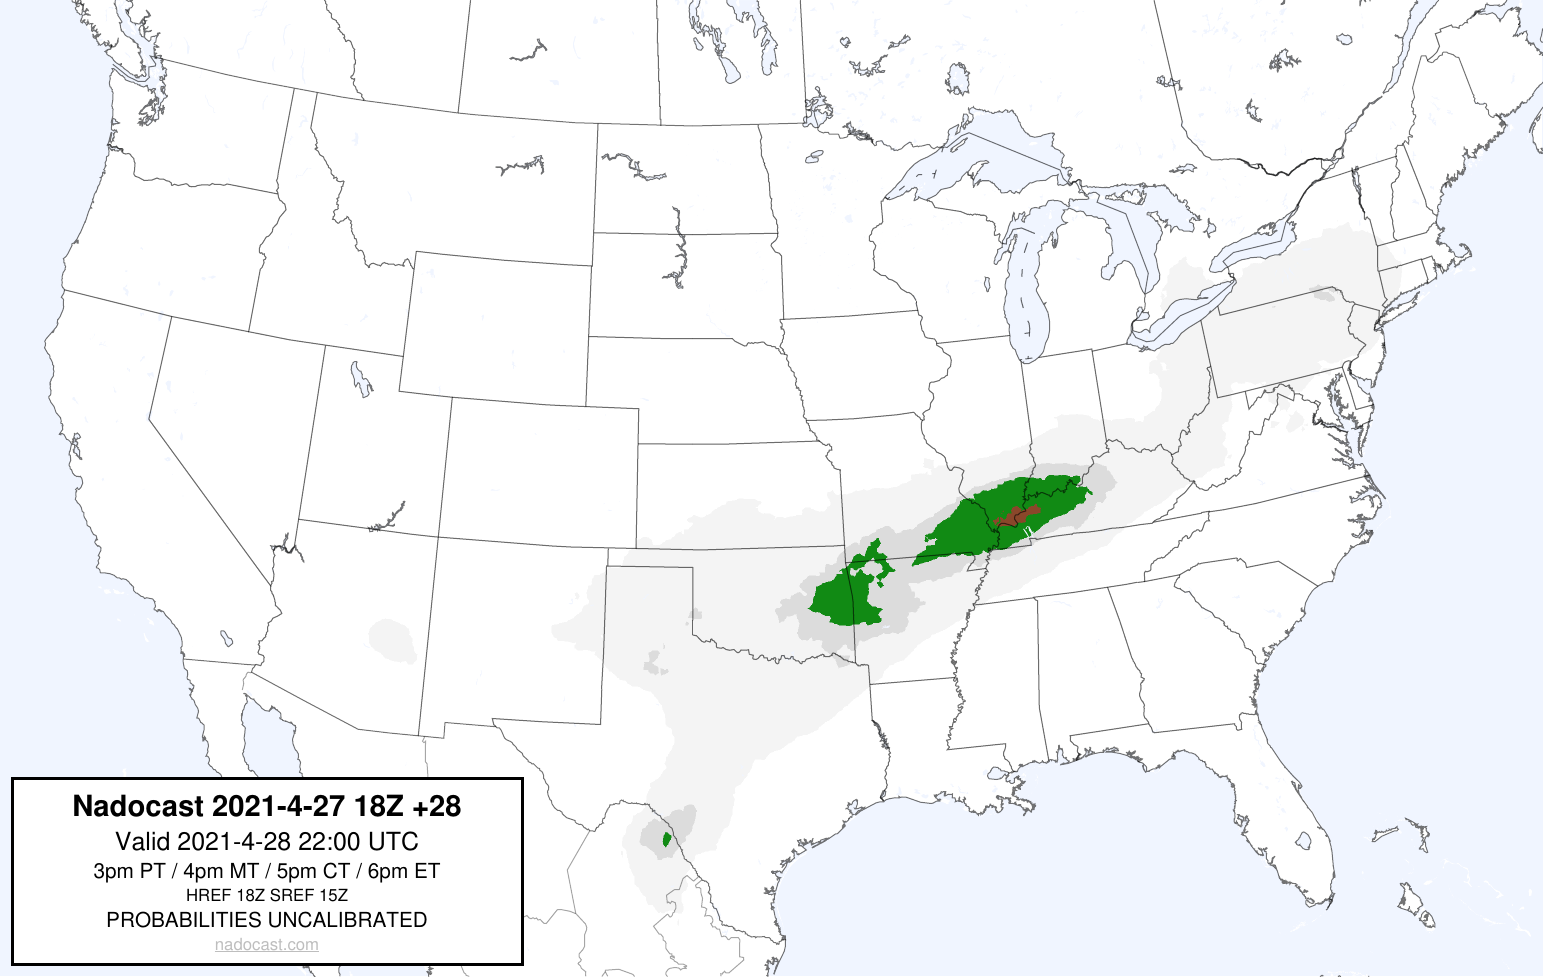 Nadocast 2021-4-27 18Z +28
Valid 2021-4-28 22:00 UTC
3pm PT / 4pm MT / 5pm CT / 6pm ET
HREF 18Z SREF 15Z
PROBABILITIES UNCALIBRATED
nadocast.com